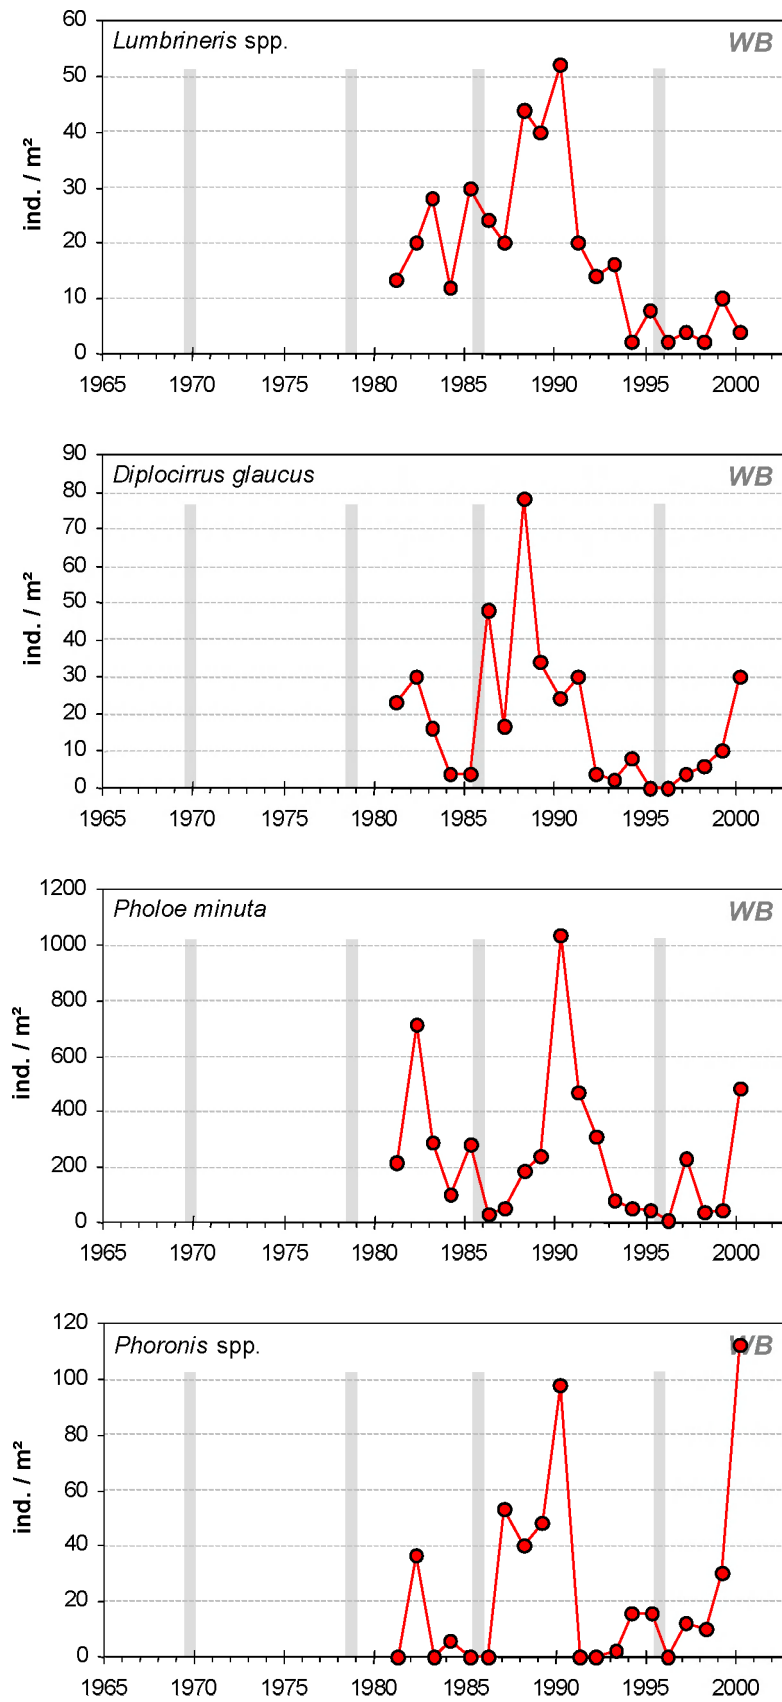 Lumbrineris spp.
WB
60
50
40
30
20
10
0
ind. / m²
1965 1970 1975 1980 1985 1990 1995 2000
Diplocirrus glaucus
WB
90
80
70
60
50
40
30
20
10
0
ind. / m²
1965 1970 1975 1980 1985 1990 1995 2000
Pholoe minuta
WB
1200
1000
800
600
400
200
0
ind. / m²
1965 1970 1975 1980 1985 1990 1995 2000
Phoronis spp.
WB
120
100
80
60
40
20
0
ind. / m²
1965 1970 1975 1980 1985 1990 1995 2000